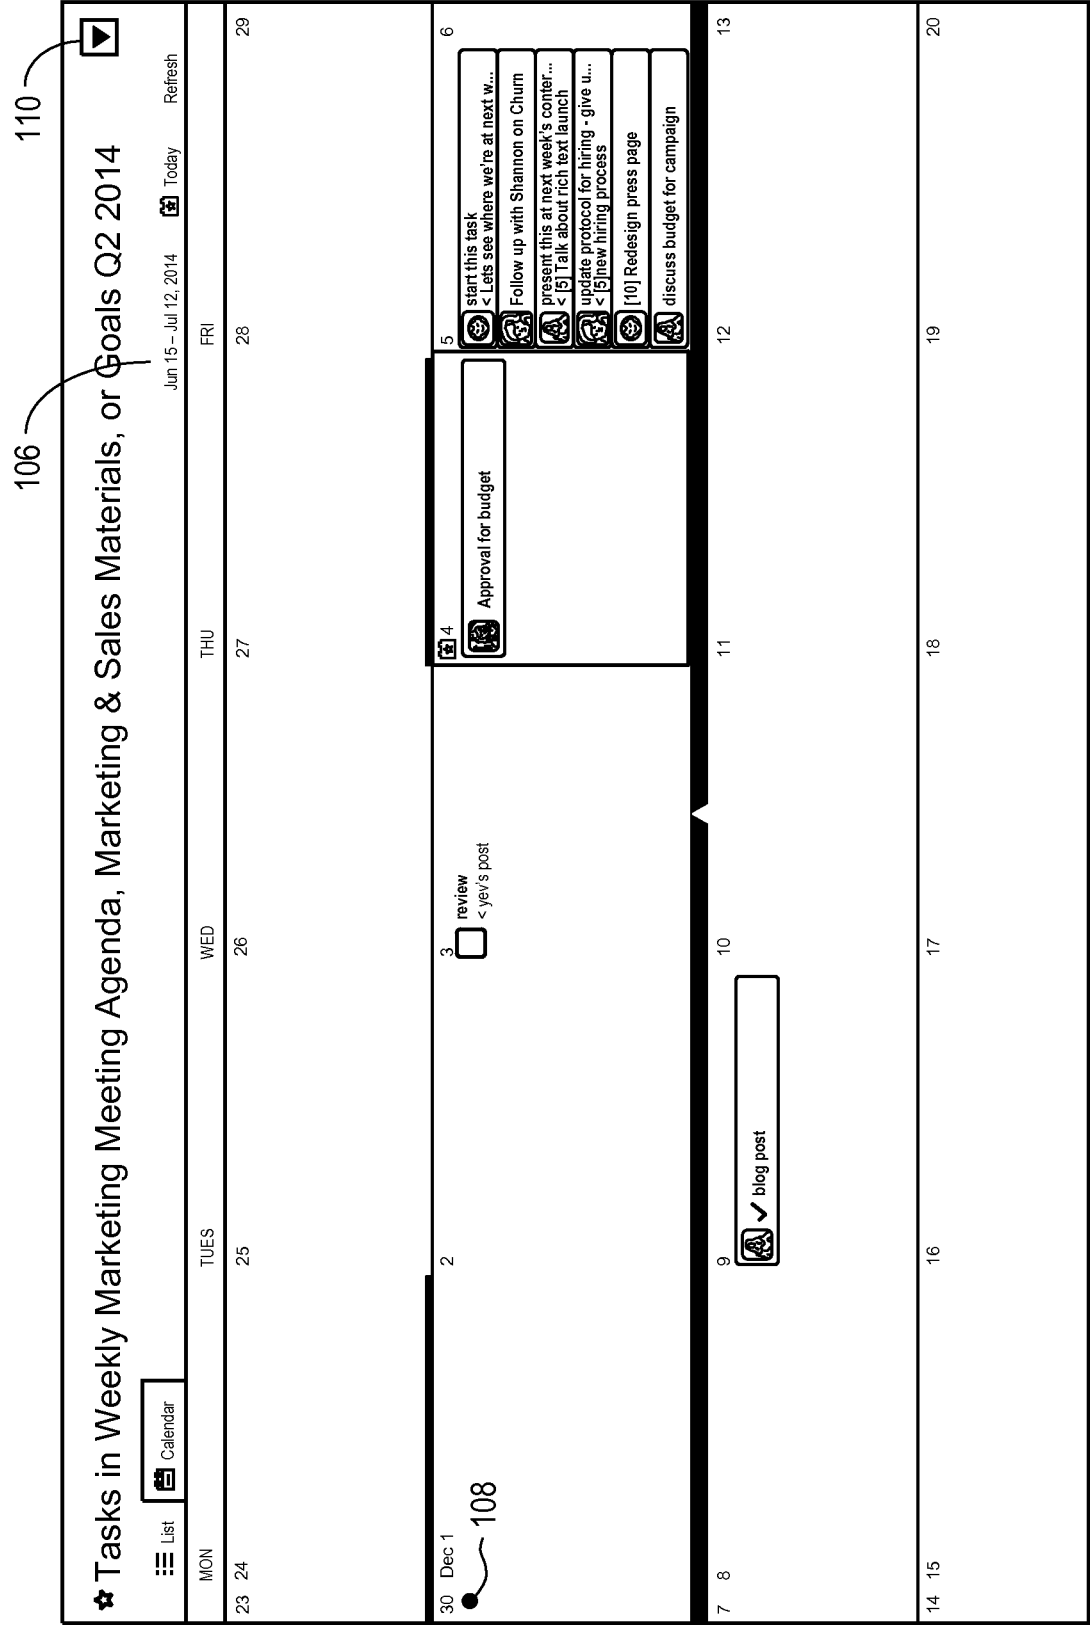 110
106
Tasks in Weekly Marketing Meeting Agenda, Marketing & Sales Materials, or Goals Q2 2014
List
Calendar
Jun 15 – Jul 12, 2014
Today
Refresh
MON
TUES
WED
THU
FRI
23
24
25
26
27
28
29
30
Dec 1
2
3
4
5
6
108
review
< yev's post
Approval for budget
start this task
< Lets see where we're at next w...
Follow up with Shannon on Churn
present this at next week's conter...
< [5] Talk about rich text launch
update protocol for hiring - give u...
< [5]new hiring process
[10] Redesign press page
discuss budget for campaign
7
8
9
10
11
12
13
blog post
14
15
16
17
18
19
20